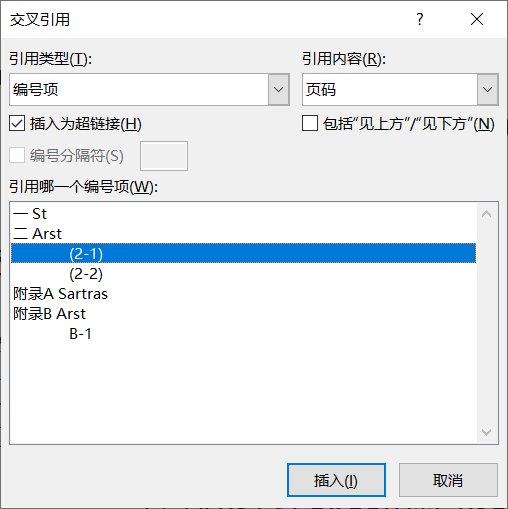 交叉引用
引用类型(T): 引用内容(R):
编号项 页码
插入为超链接(H) 包括“见上方”/“见下方”(N)
编号分隔符(S)
引用哪一个编号项(W):
一 St
二 Arst
(2-1)
(2-2)
附录A Sartras
附录B Arst
B-1
插入(I) 取消